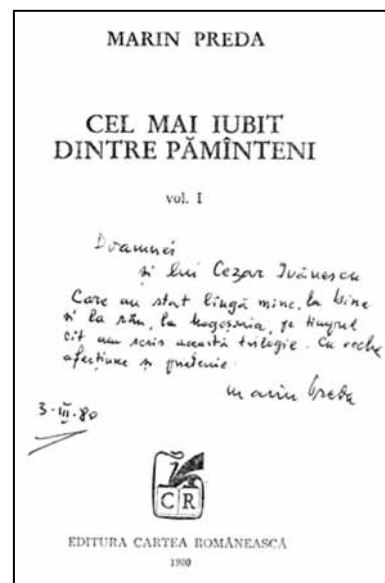 MARIN PREDA
CEL MAI IUBIT
DINTRE PĂMÎNTENI
vol. I
Doamnei
și lui Cezar Ivănescu
Care au stat lîngă mine, la bine
și la rău, la Mogoșoaia, pe timpul
cît am scris această trilogie. Cu veche
afecțiune și prietenie.
Marin Preda
3.III.80
CR
EDITURA CARTEA ROMÂNEASCĂ
1980